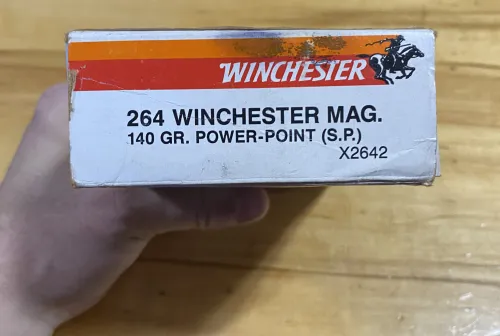 WINCHESTER
264 WINCHESTER MAG.
140 GR. POWER-POINT (S.P.)
X2642